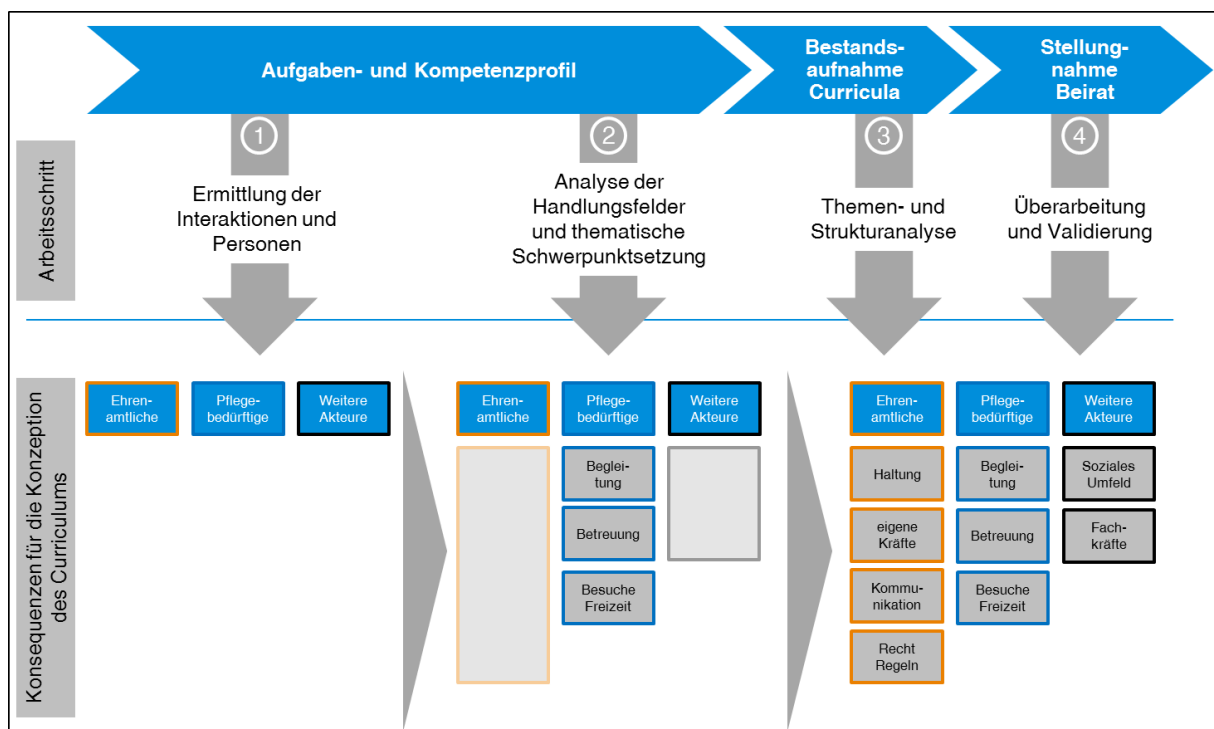 Aufgaben- und Kompetenzprofil
Bestands-
aufnahme
Curricula
Stellung-
nahme
Beirat
Arbeitsschritt
1
Ermittlung der
Interaktionen und
Personen
2
Analyse der
Handlungsfelder
und thematische
Schwerpunktsetzung
3
Themen- und
Strukturanalyse
4
Überarbeitung
und Validierung
Konsequenzen für die Konzeption
des Curriculums
Ehren-
amtliche
Pflege-
bedürftige
Weitere
Akteure
Ehren-
amtliche
Pflege-
bedürftige
Weitere
Akteure
Beglei-
tung
Betreuung
Besuche
Freizeit
Ehren-
amtliche
Pflege-
bedürftige
Weitere
Akteure
Haltung
eigene
Kräfte
Kommu-
nikation
Recht
Regeln
Beglei-
tung
Betreuung
Besuche
Freizeit
Soziales
Umfeld
Fach-
kräfte